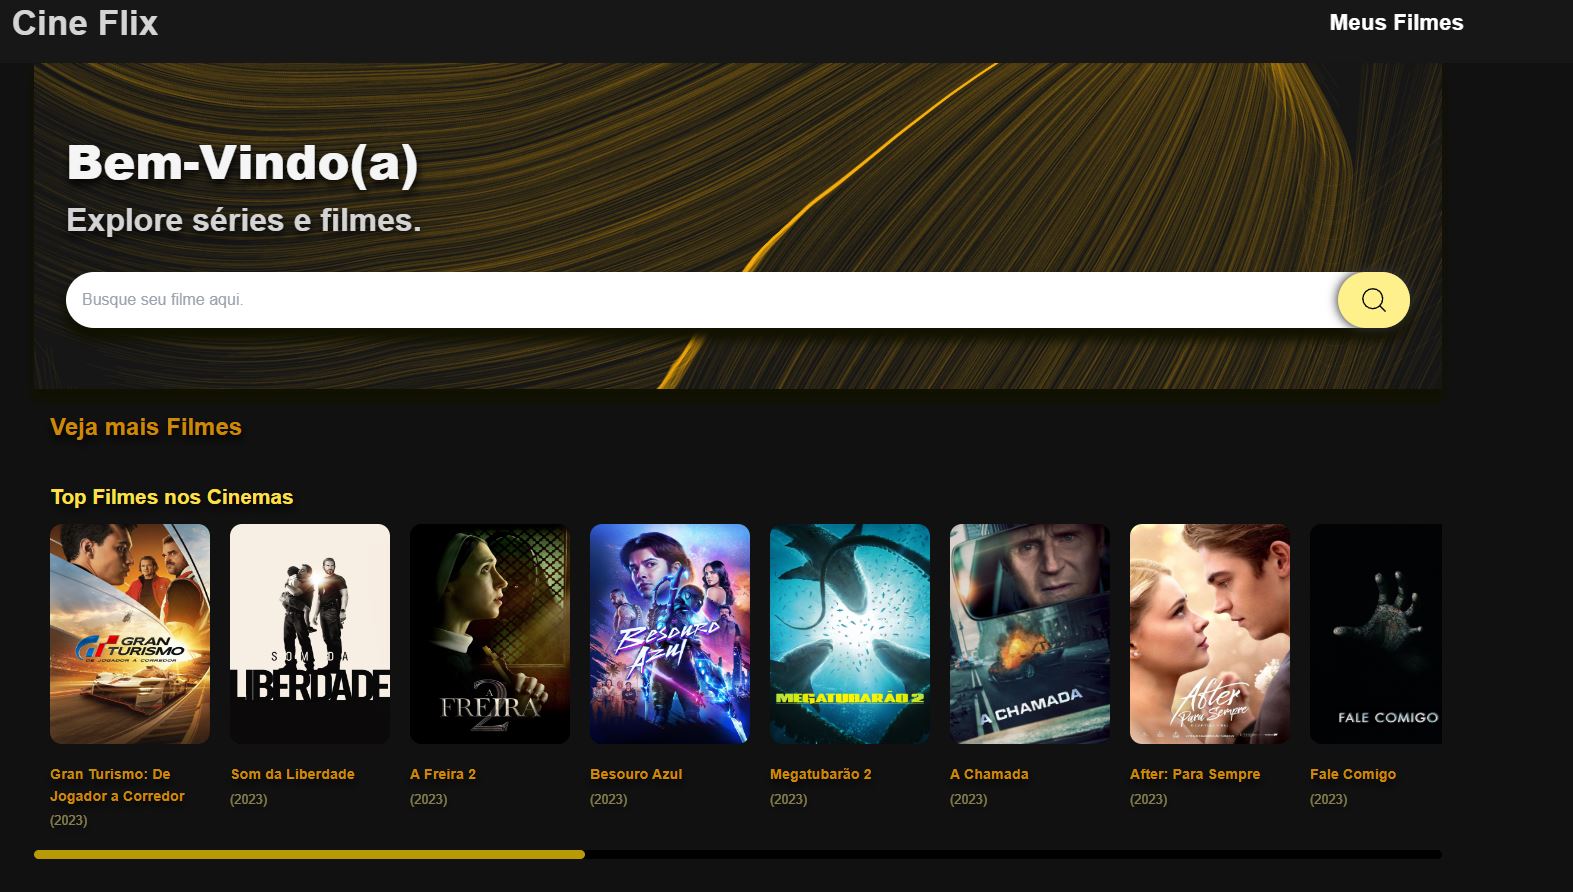 Cine Flix
Meus Filmes
Bem-Vindo(a)
Explore séries e filmes.
Busque seu filme aqui.
Veja mais Filmes
Top Filmes nos Cinemas
GRAN
TURISMO
DE JOGADOR A CORREDOR
SOM DA
LIBERDADE
A
FREIRA
2
Besouro
Azul
MEGATUBARÃO 2
A CHAMADA
After
Para Sempre
FALE COMIGO
Gran Turismo: De
Jogador a Corredor
(2023)
Som da Liberdade
(2023)
A Freira 2
(2023)
Besouro Azul
(2023)
Megatubarão 2
(2023)
A Chamada
(2023)
After: Para Sempre
(2023)
Fale Comigo
(2023)